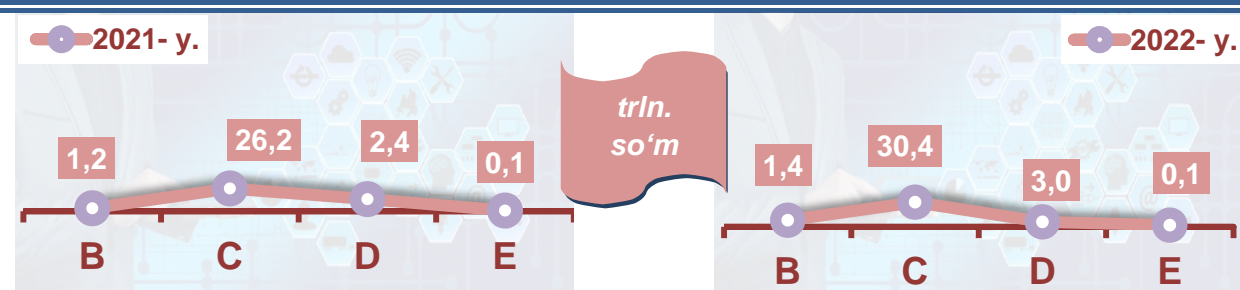 2021- y.
1,2
26,2
2,4
0,1
B
C
D
E
trln.
so‘m
2022- y.
1,4
30,4
3,0
0,1
B
C
D
E